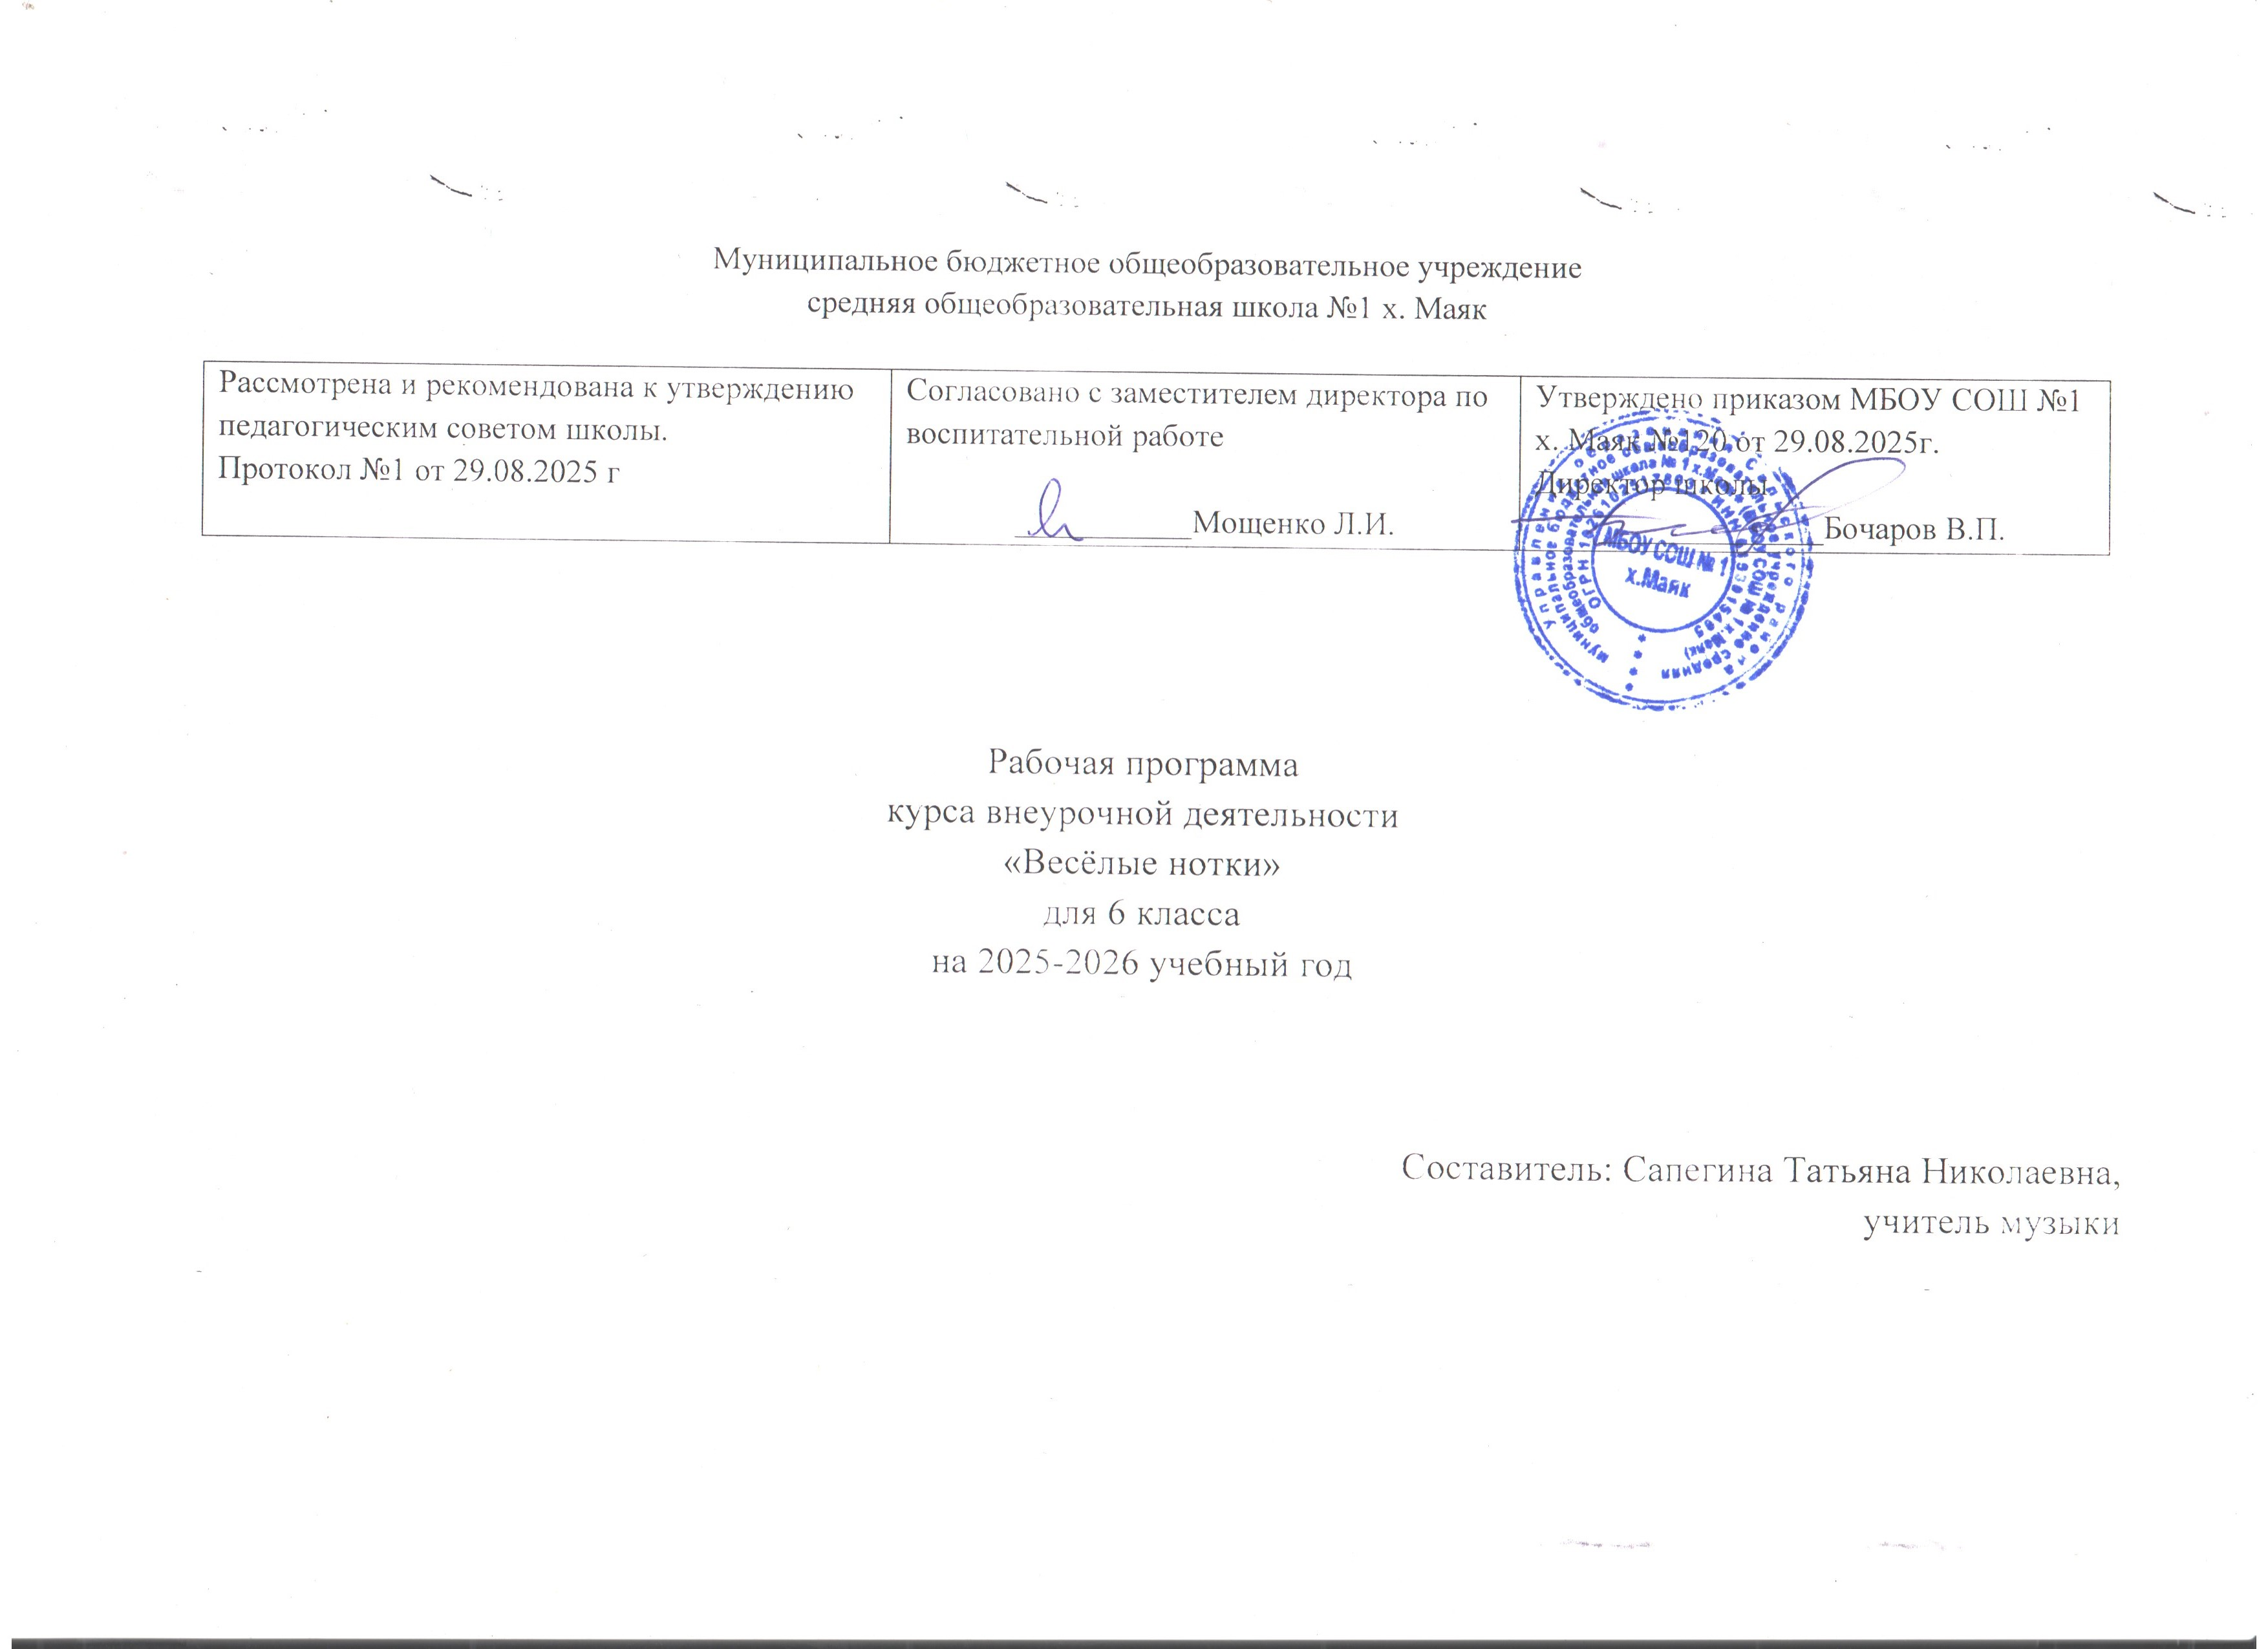 Муниципальное бюджетное общеобразовательное учреждение
средняя общеобразовательная школа №1 х. Маяк
Рассмотрена и рекомендована к утверждению
педагогическим советом школы.
Протокол №1 от 29.08.2025 г
Согласовано с заместителем директора по
воспитательной работе
____________Мощенко Л.И.
Утверждено приказом МБОУ СОШ №1
х. Маяк №120 от 29.08.2025г.
Директор школы
Бочаров В.П.
МБОУ СОШ № 1
х.Маяк
Рабочая программа
курса внеурочной деятельности
«Весёлые нотки»
для 6 класса
на 2025-2026 учебный год
Составитель: Сапегина Татьяна Николаевна,
учитель музыки